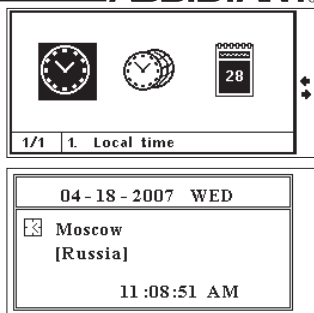 28
1/1 1. Local time
04-18-2007 WED
Moscow
[Russia]
11:08:51 AM